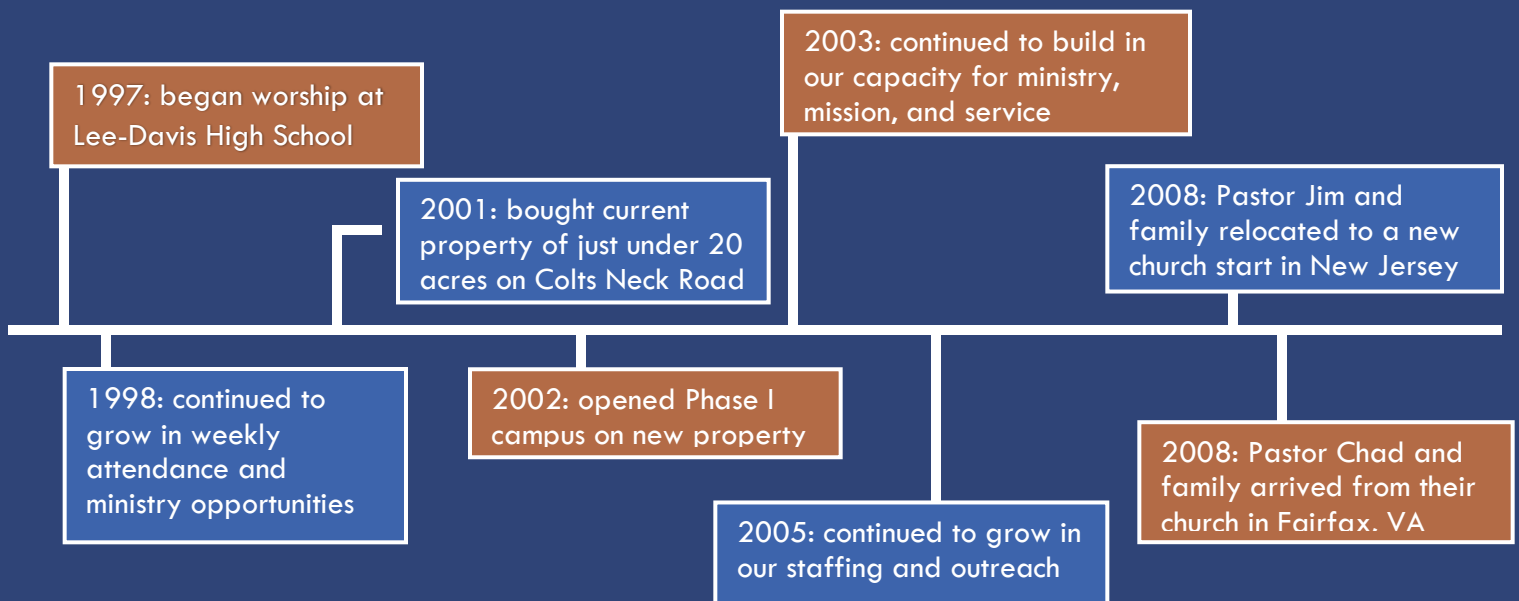 1997: began worship at
Lee-Davis High School
1998: continued to
grow in weekly
attendance and
ministry opportunities
2001: bought current
property of just under 20
acres on Colts Neck Road
2002: opened Phase I
campus on new property
2003: continued to build in
our capacity for ministry,
mission, and service
2005: continued to grow in
our staffing and outreach
2008: Pastor Jim and
family relocated to a new
church start in New Jersey
2008: Pastor Chad and
family arrived from their
church in Fairfax, VA